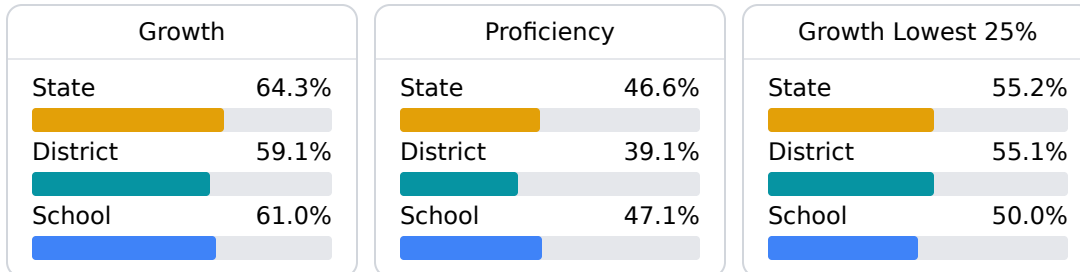 Growth
State 64.3%
District 59.1%
School 61.0%
Proficiency
State 46.6%
District 39.1%
School 47.1%
Growth Lowest 25%
State 55.2%
District 55.1%
School 50.0%